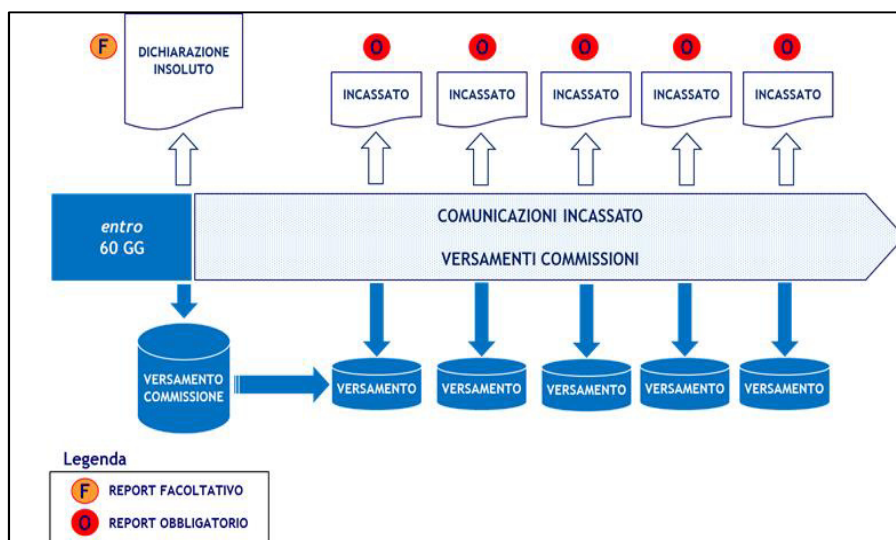 F
DICHIARAZIONE
INSOLUTO
O O O O O
INCASSATO INCASSATO INCASSATO INCASSATO INCASSATO
entro
60 GG
COMUNICAZIONI INCASSATO
VERSAMENTI COMMISSIONI
VERSAMENTO
COMMISSIONE
VERSAMENTO VERSAMENTO VERSAMENTO VERSAMENTO VERSAMENTO
Legenda
F REPORT FACOLTATIVO
O REPORT OBBLIGATORIO